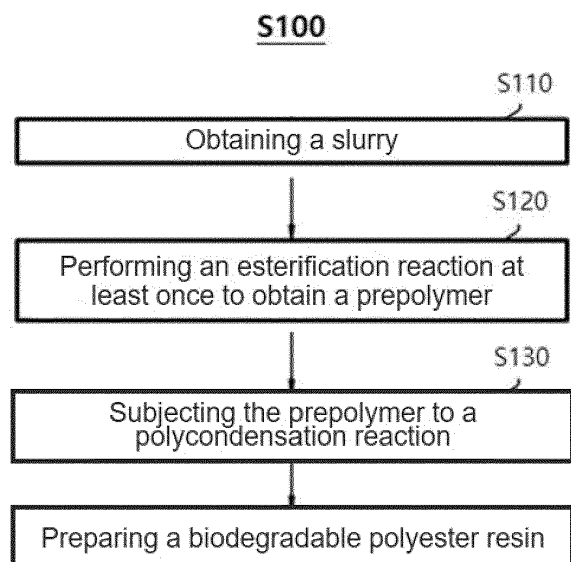 S100
S110
Obtaining a slurry
S120
Performing an esterification reaction at
least once to obtain a prepolymer
S130
Subjecting the prepolymer to a
polycondensation reaction
Preparing a biodegradable polyester resin